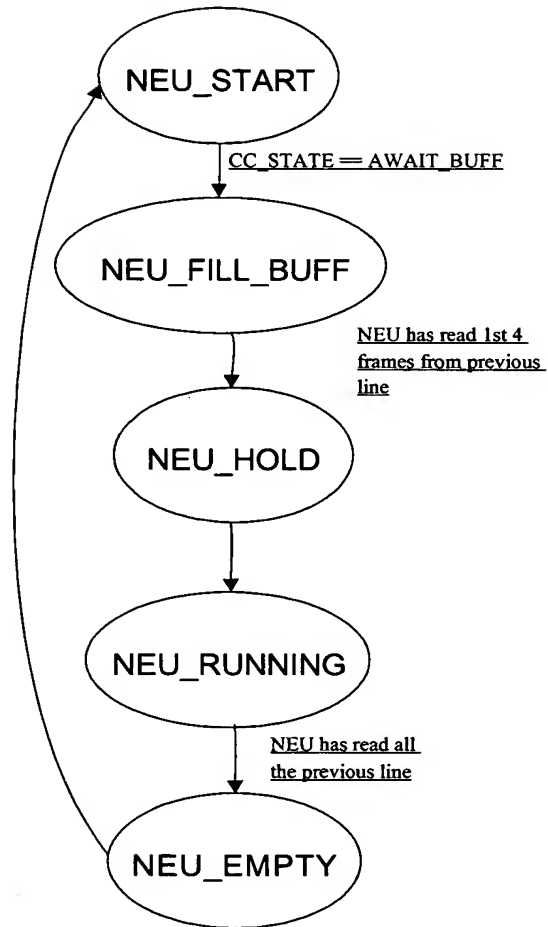 NEU_START
CC_STATE == AWAIT_BUFF
NEU_FILL_BUFF
NEU has read 1st 4
frames from previous
line
NEU_HOLD
NEU_RUNNING
NEU has read all
the previous line
NEU_EMPTY